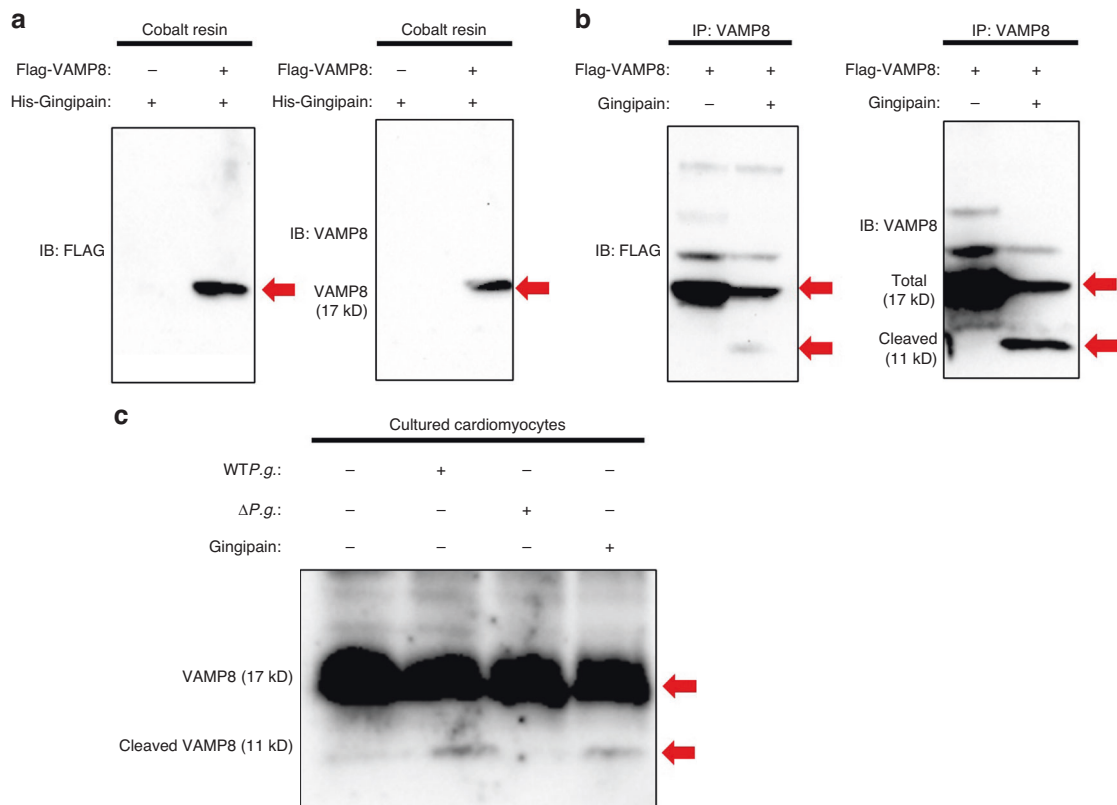 a
Cobalt resin
Flag-VAMP8: – +
His-Gingipain: + +
IB: FLAG
Cobalt resin
Flag-VAMP8: – +
His-Gingipain: + +
IB: VAMP8
VAMP8
(17 kD)
b
IP: VAMP8
Flag-VAMP8: + +
Gingipain: – +
IB: FLAG
IP: VAMP8
Flag-VAMP8: + +
Gingipain: – +
IB: VAMP8
Total
(17 kD)
Cleaved
(11 kD)
c
Cultured cardiomyocytes
WTP.g.: – + – –
ΔP.g.: – – + –
Gingipain: – – – +
VAMP8 (17 kD)
Cleaved VAMP8 (11 kD)